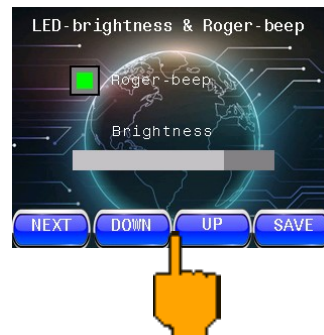 LED-brightness & Roger-beep
Roger-beep
Brightness
NEXT DOWN UP SAVE